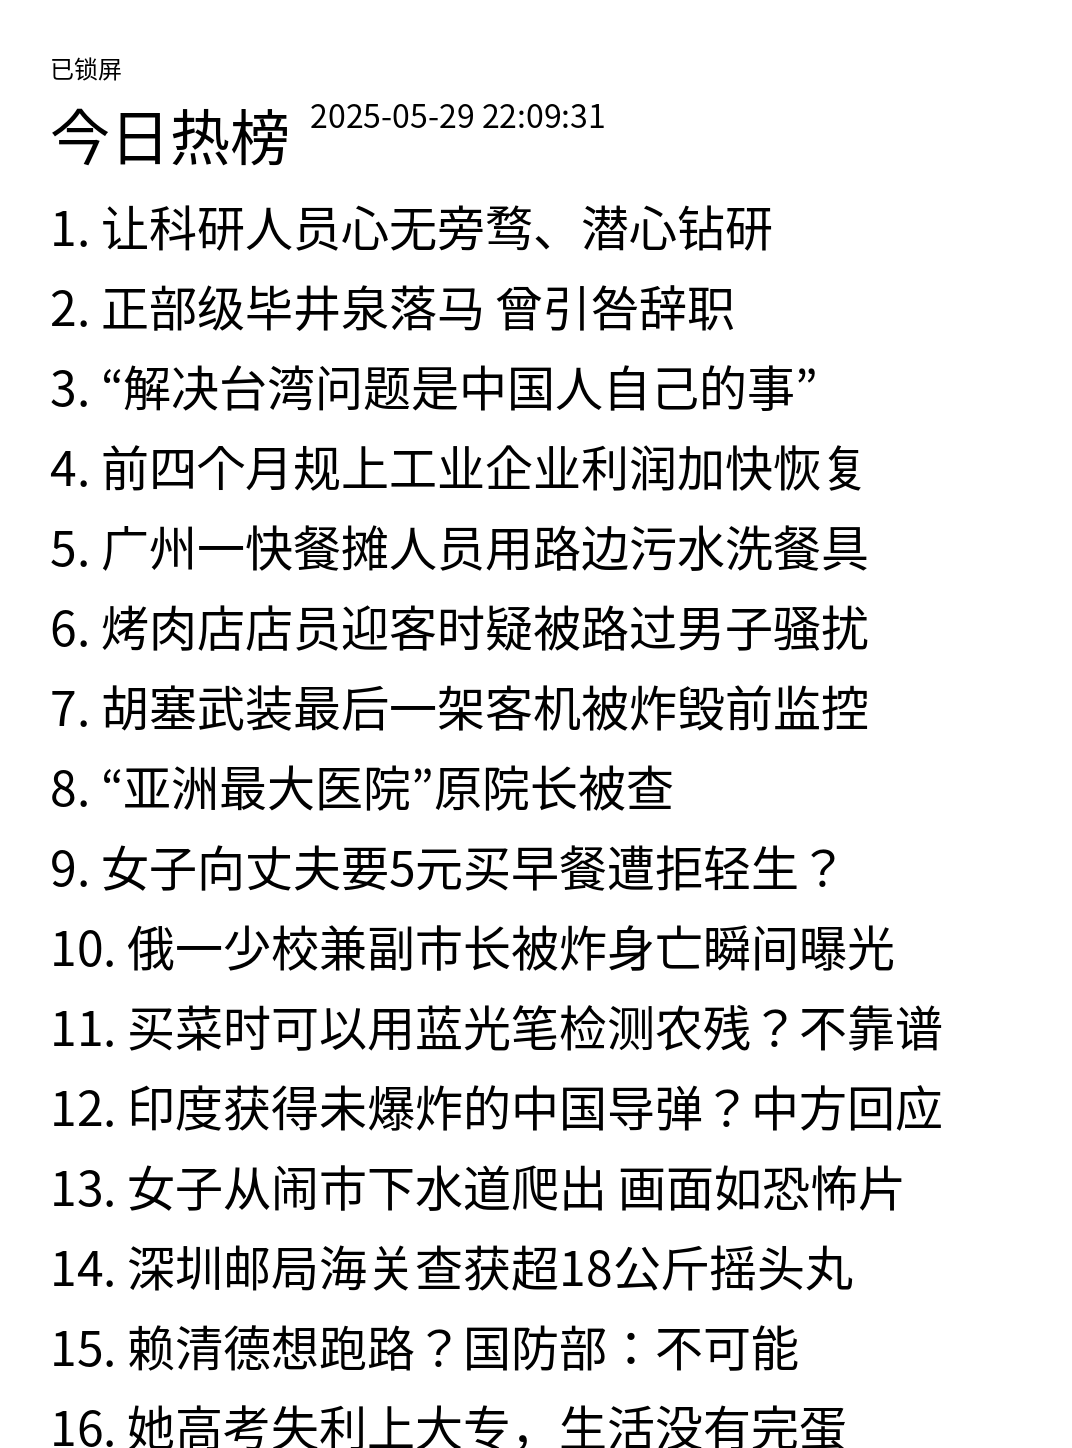 已锁屏
今日热榜 2025-05-29 22:09:31
1. 让科研人员心无旁骛、潜心钻研
2. 正部级毕井泉落马 曾引咎辞职
3. “解决台湾问题是中国人自己的事”
4. 前四个月规上工业企业利润加快恢复
5. 广州一快餐摊人员用路边污水洗餐具
6. 烤肉店店员迎客时疑被路过男子骚扰
7. 胡塞武装最后一架客机被炸毁前监控
8. “亚洲最大医院”原院长被查
9. 女子向丈夫要5元买早餐遭拒轻生？
10. 俄一少校兼副市长被炸身亡瞬间曝光
11. 买菜时可以用蓝光笔检测农残？不靠谱
12. 印度获得未爆炸的中国导弹？中方回应
13. 女子从闹市下水道爬出 画面如恐怖片
14. 深圳邮局海关查获超18公斤摇头丸
15. 赖清德想跑路？国防部：不可能
16. 她高考失利上大专，生活没有完蛋